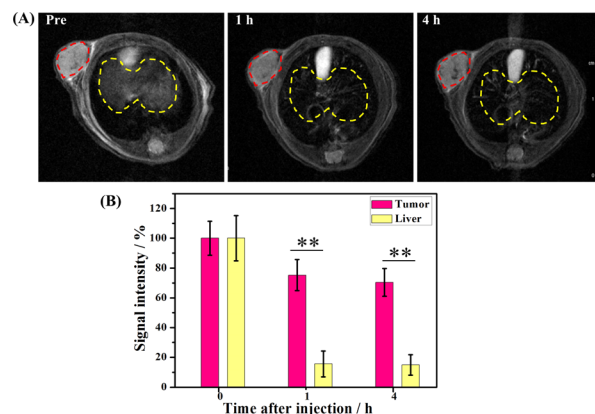 (A)
Pre
1 h
4 h
cm
(B)
Tumor
Liver
**
**
Signal intensity / %
120
100
80
60
40
20
0
0
1
4
Time after injection / h